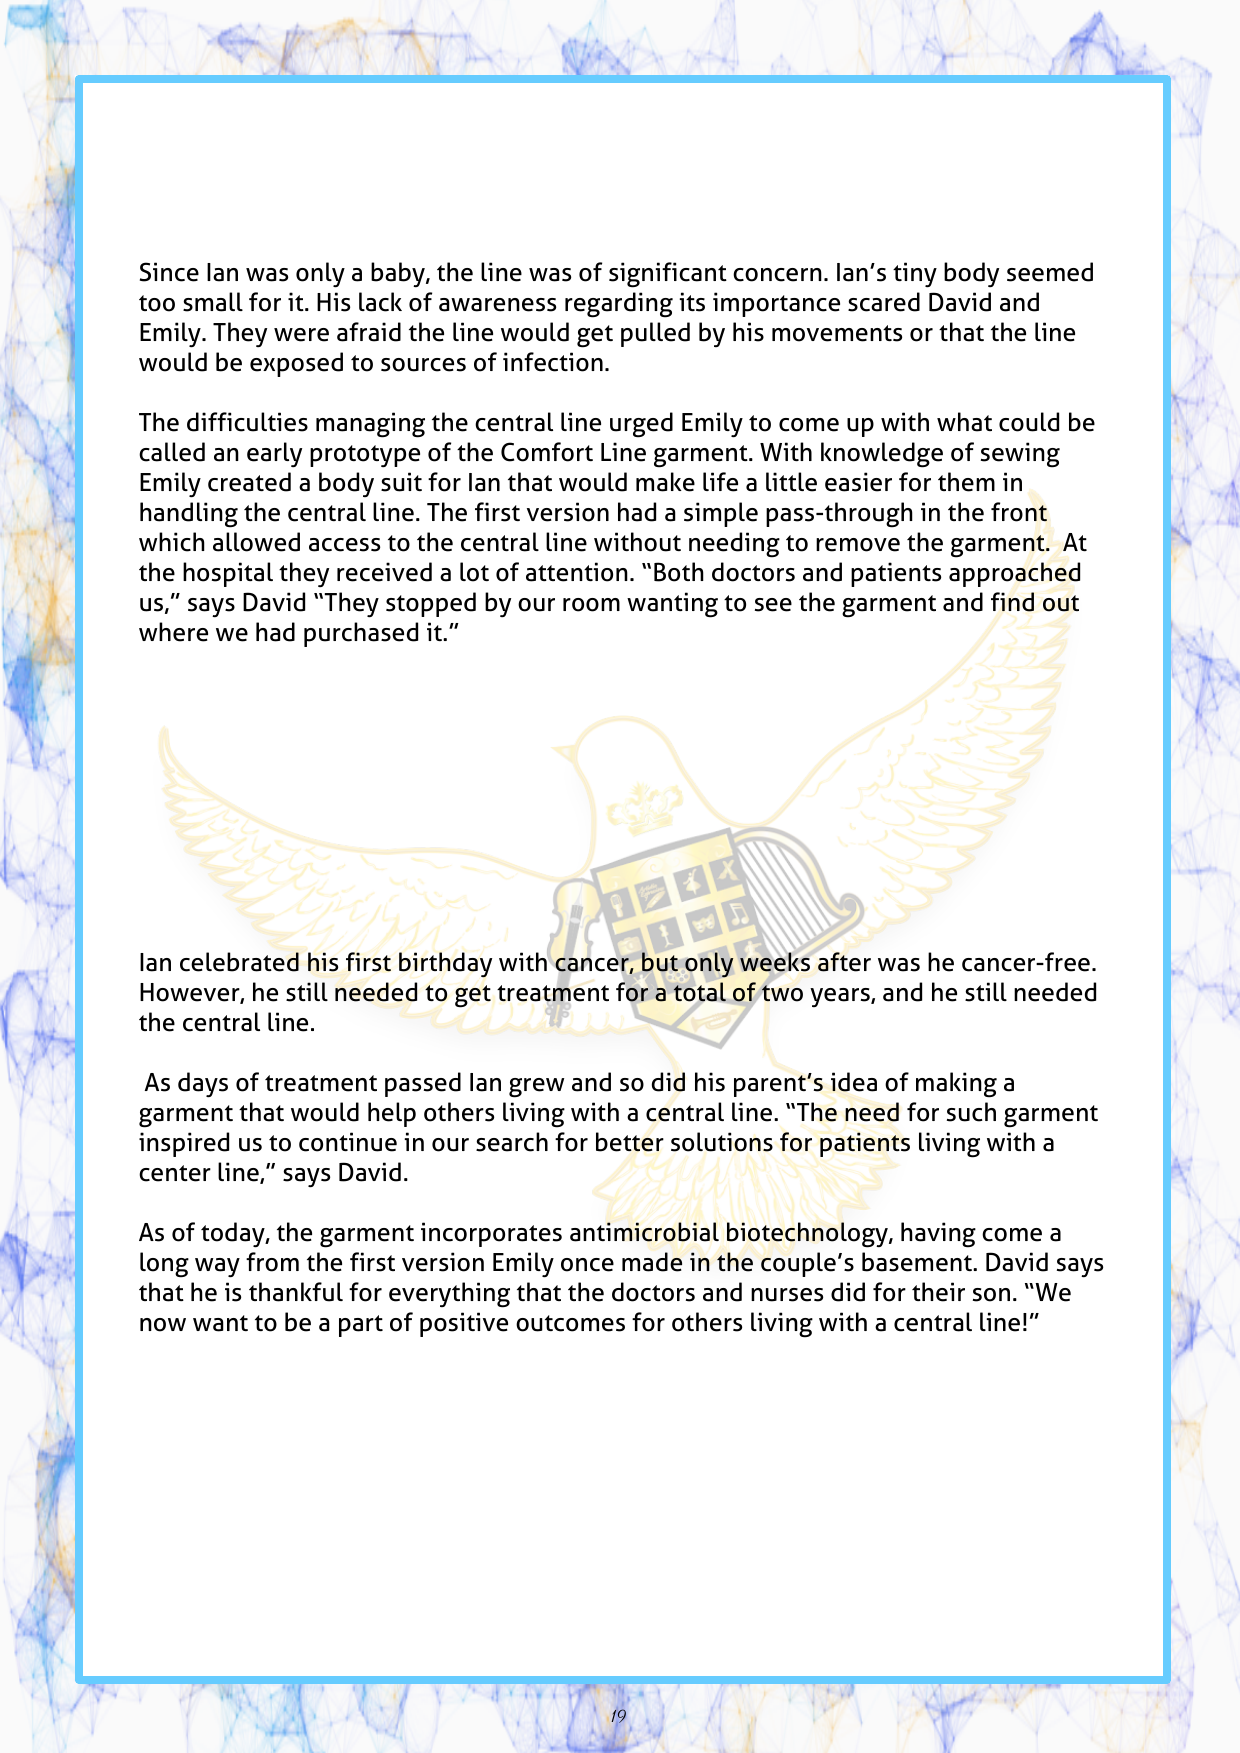 Since Ian was only a baby, the line was of significant concern. Ian’s tiny body seemed
too small for it. His lack of awareness regarding its importance scared David and
Emily. They were afraid the line would get pulled by his movements or that the line
would be exposed to sources of infection.
The difficulties managing the central line urged Emily to come up with what could be
called an early prototype of the Comfort Line garment. With knowledge of sewing
Emily created a body suit for Ian that would make life a little easier for them in
handling the central line. The first version had a simple pass-through in the front
which allowed access to the central line without needing to remove the garment.  At
the hospital they received a lot of attention. “Both doctors and patients approached
us,” says David “They stopped by our room wanting to see the garment and find out
where we had purchased it.”
Ian celebrated his first birthday with cancer, but only weeks after was he cancer-free.
However, he still needed to get treatment for a total of two years, and he still needed
the central line.
As days of treatment passed Ian grew and so did his parent’s idea of making a
garment that would help others living with a central line. “The need for such garment
inspired us to continue in our search for better solutions for patients living with a
center line,” says David.
As of today, the garment incorporates antimicrobial biotechnology, having come a
long way from the first version Emily once made in the couple’s basement. David says
that he is thankful for everything that the doctors and nurses did for their son. “We
now want to be a part of positive outcomes for others living with a central line!”
19